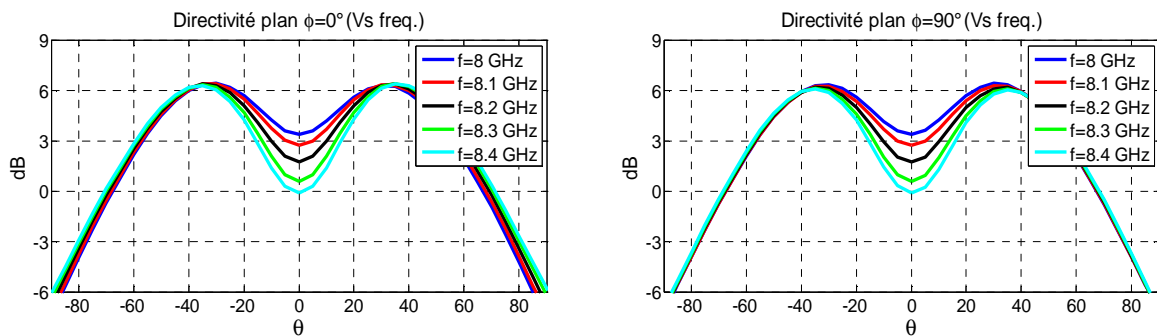 Directivité plan ϕ=0° (Vs freq.)
9
6
3
0
-3
-6
dB
-80 -60 -40 -20 0 20 40 60 80
θ
f=8 GHz
f=8.1 GHz
f=8.2 GHz
f=8.3 GHz
f=8.4 GHz
Directivité plan ϕ=90° (Vs freq.)
9
6
3
0
-3
-6
dB
-80 -60 -40 -20 0 20 40 60 80
θ
f=8 GHz
f=8.1 GHz
f=8.2 GHz
f=8.3 GHz
f=8.4 GHz